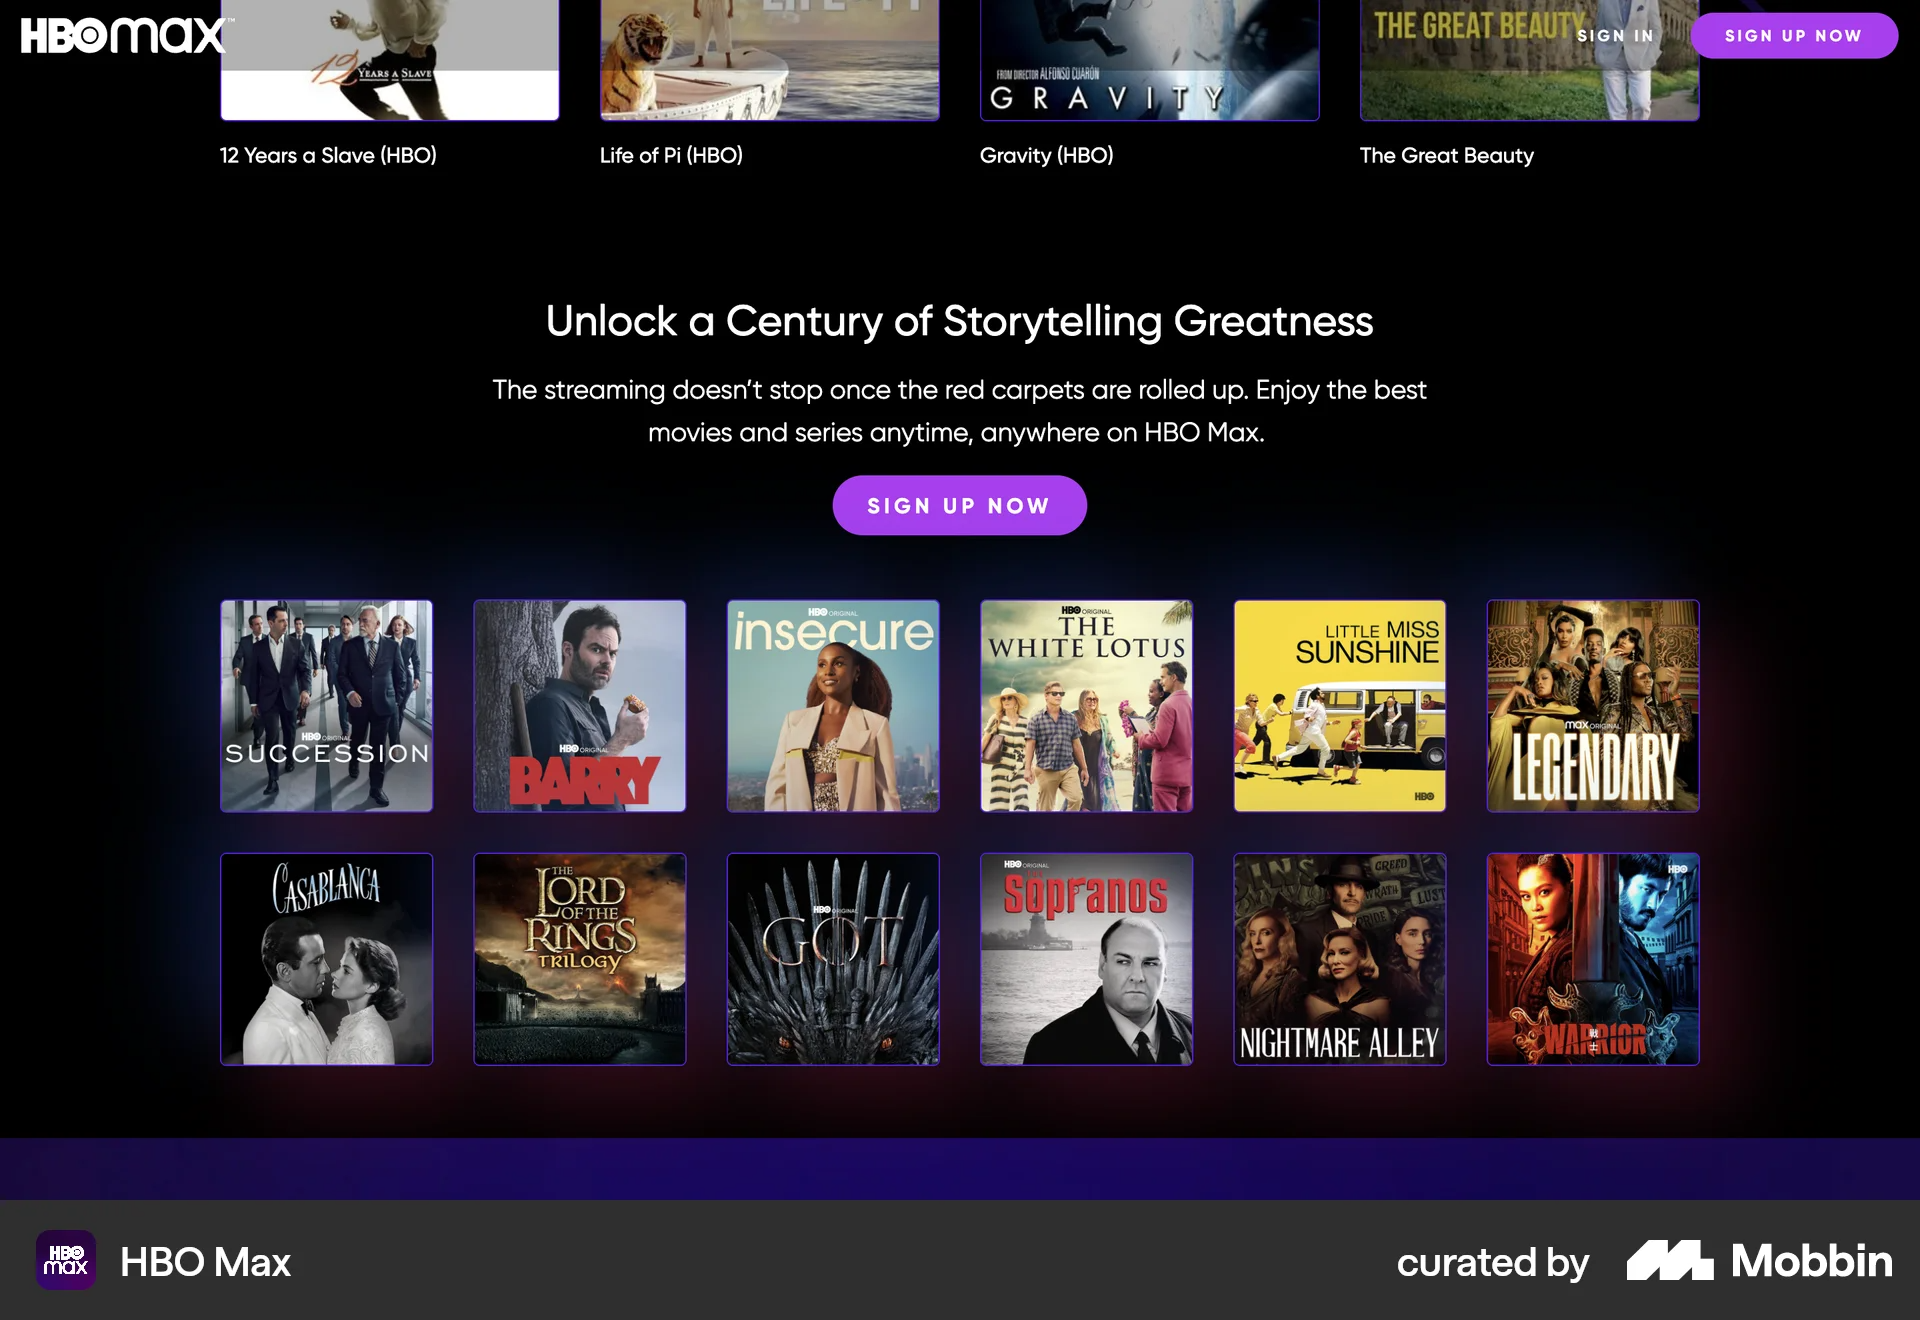 HBOmax™
SIGN IN
SIGN UP NOW
12 YEARS A SLAVE
FROM DIRECTOR ALFONSO CUARÓN
GRAVITY
THE GREAT BEAUTY
12 Years a Slave (HBO)
Life of Pi (HBO)
Gravity (HBO)
The Great Beauty
Unlock a Century of Storytelling Greatness
The streaming doesn’t stop once the red carpets are rolled up. Enjoy the best
movies and series anytime, anywhere on HBO Max.
SIGN UP NOW
HBO ORIGINAL
SUCCESSION
HBO ORIGINAL
BARRY
HBO ORIGINAL
insecure
HBO ORIGINAL
THE
WHITE LOTUS
LITTLE MISS
SUNSHINE
HBO
max ORIGINAL
LEGENDARY
CASABLANCA
THE
LORD
OF THE
RINGS
TRILOGY
HBO ORIGINAL
GOT
HBO ORIGINAL
Sopranos
GREED
WRATH
LUST
PRIDE
NIGHTMARE ALLEY
HBO
WARRIOR
HBO
max
HBO Max
curated by
Mobbin